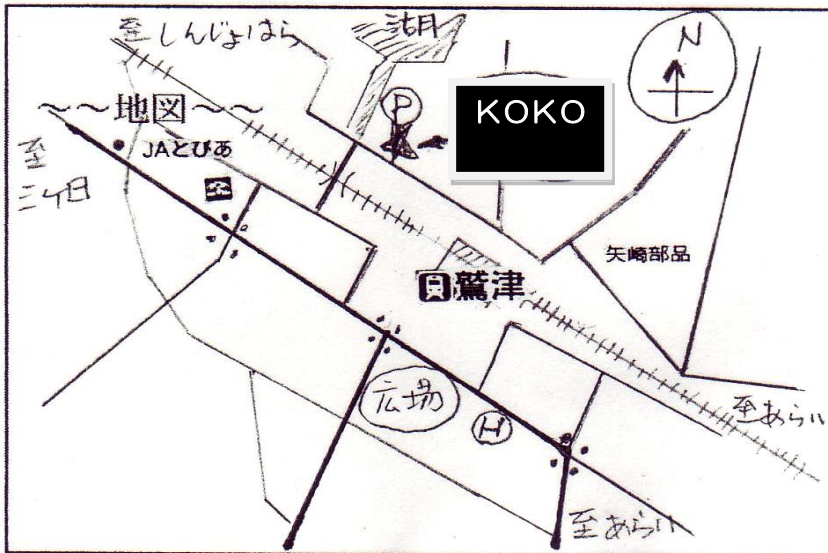 至しんじょはら
湖
N
P
KOKO
～～地図～～
JAとぴあ
至
三ケ日
矢崎部品
鷲津
広場
H
至あらい
至あらい